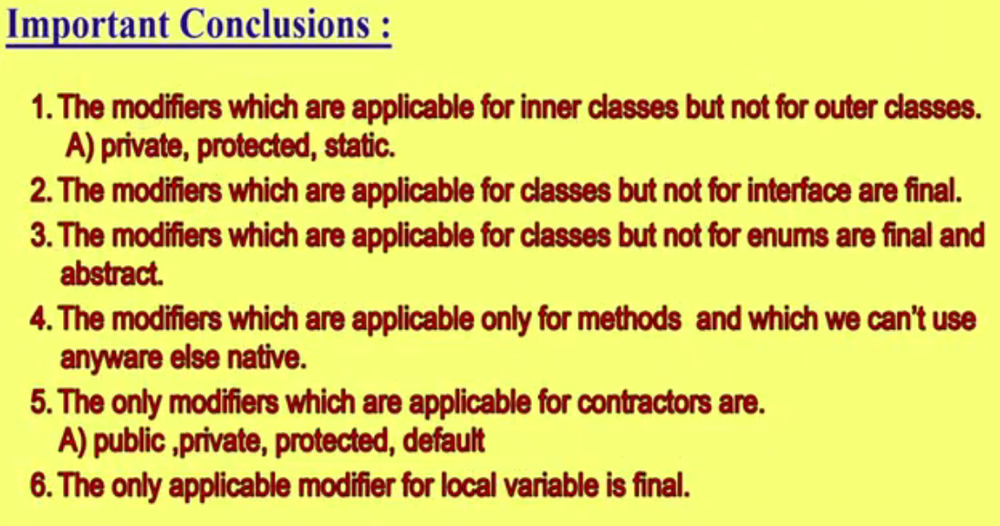 Important Conclusions :
1. The modifiers which are applicable for inner classes but not for outer classes.
A) private, protected, static.
2. The modifiers which are applicable for classes but not for interface are final.
3. The modifiers which are applicable for classes but not for enums are final and
abstract.
4. The modifiers which are applicable only for methods and which we can't use
anyware else native.
5. The only modifiers which are applicable for contractors are.
A) public ,private, protected, default
6. The only applicable modifier for local variable is final.